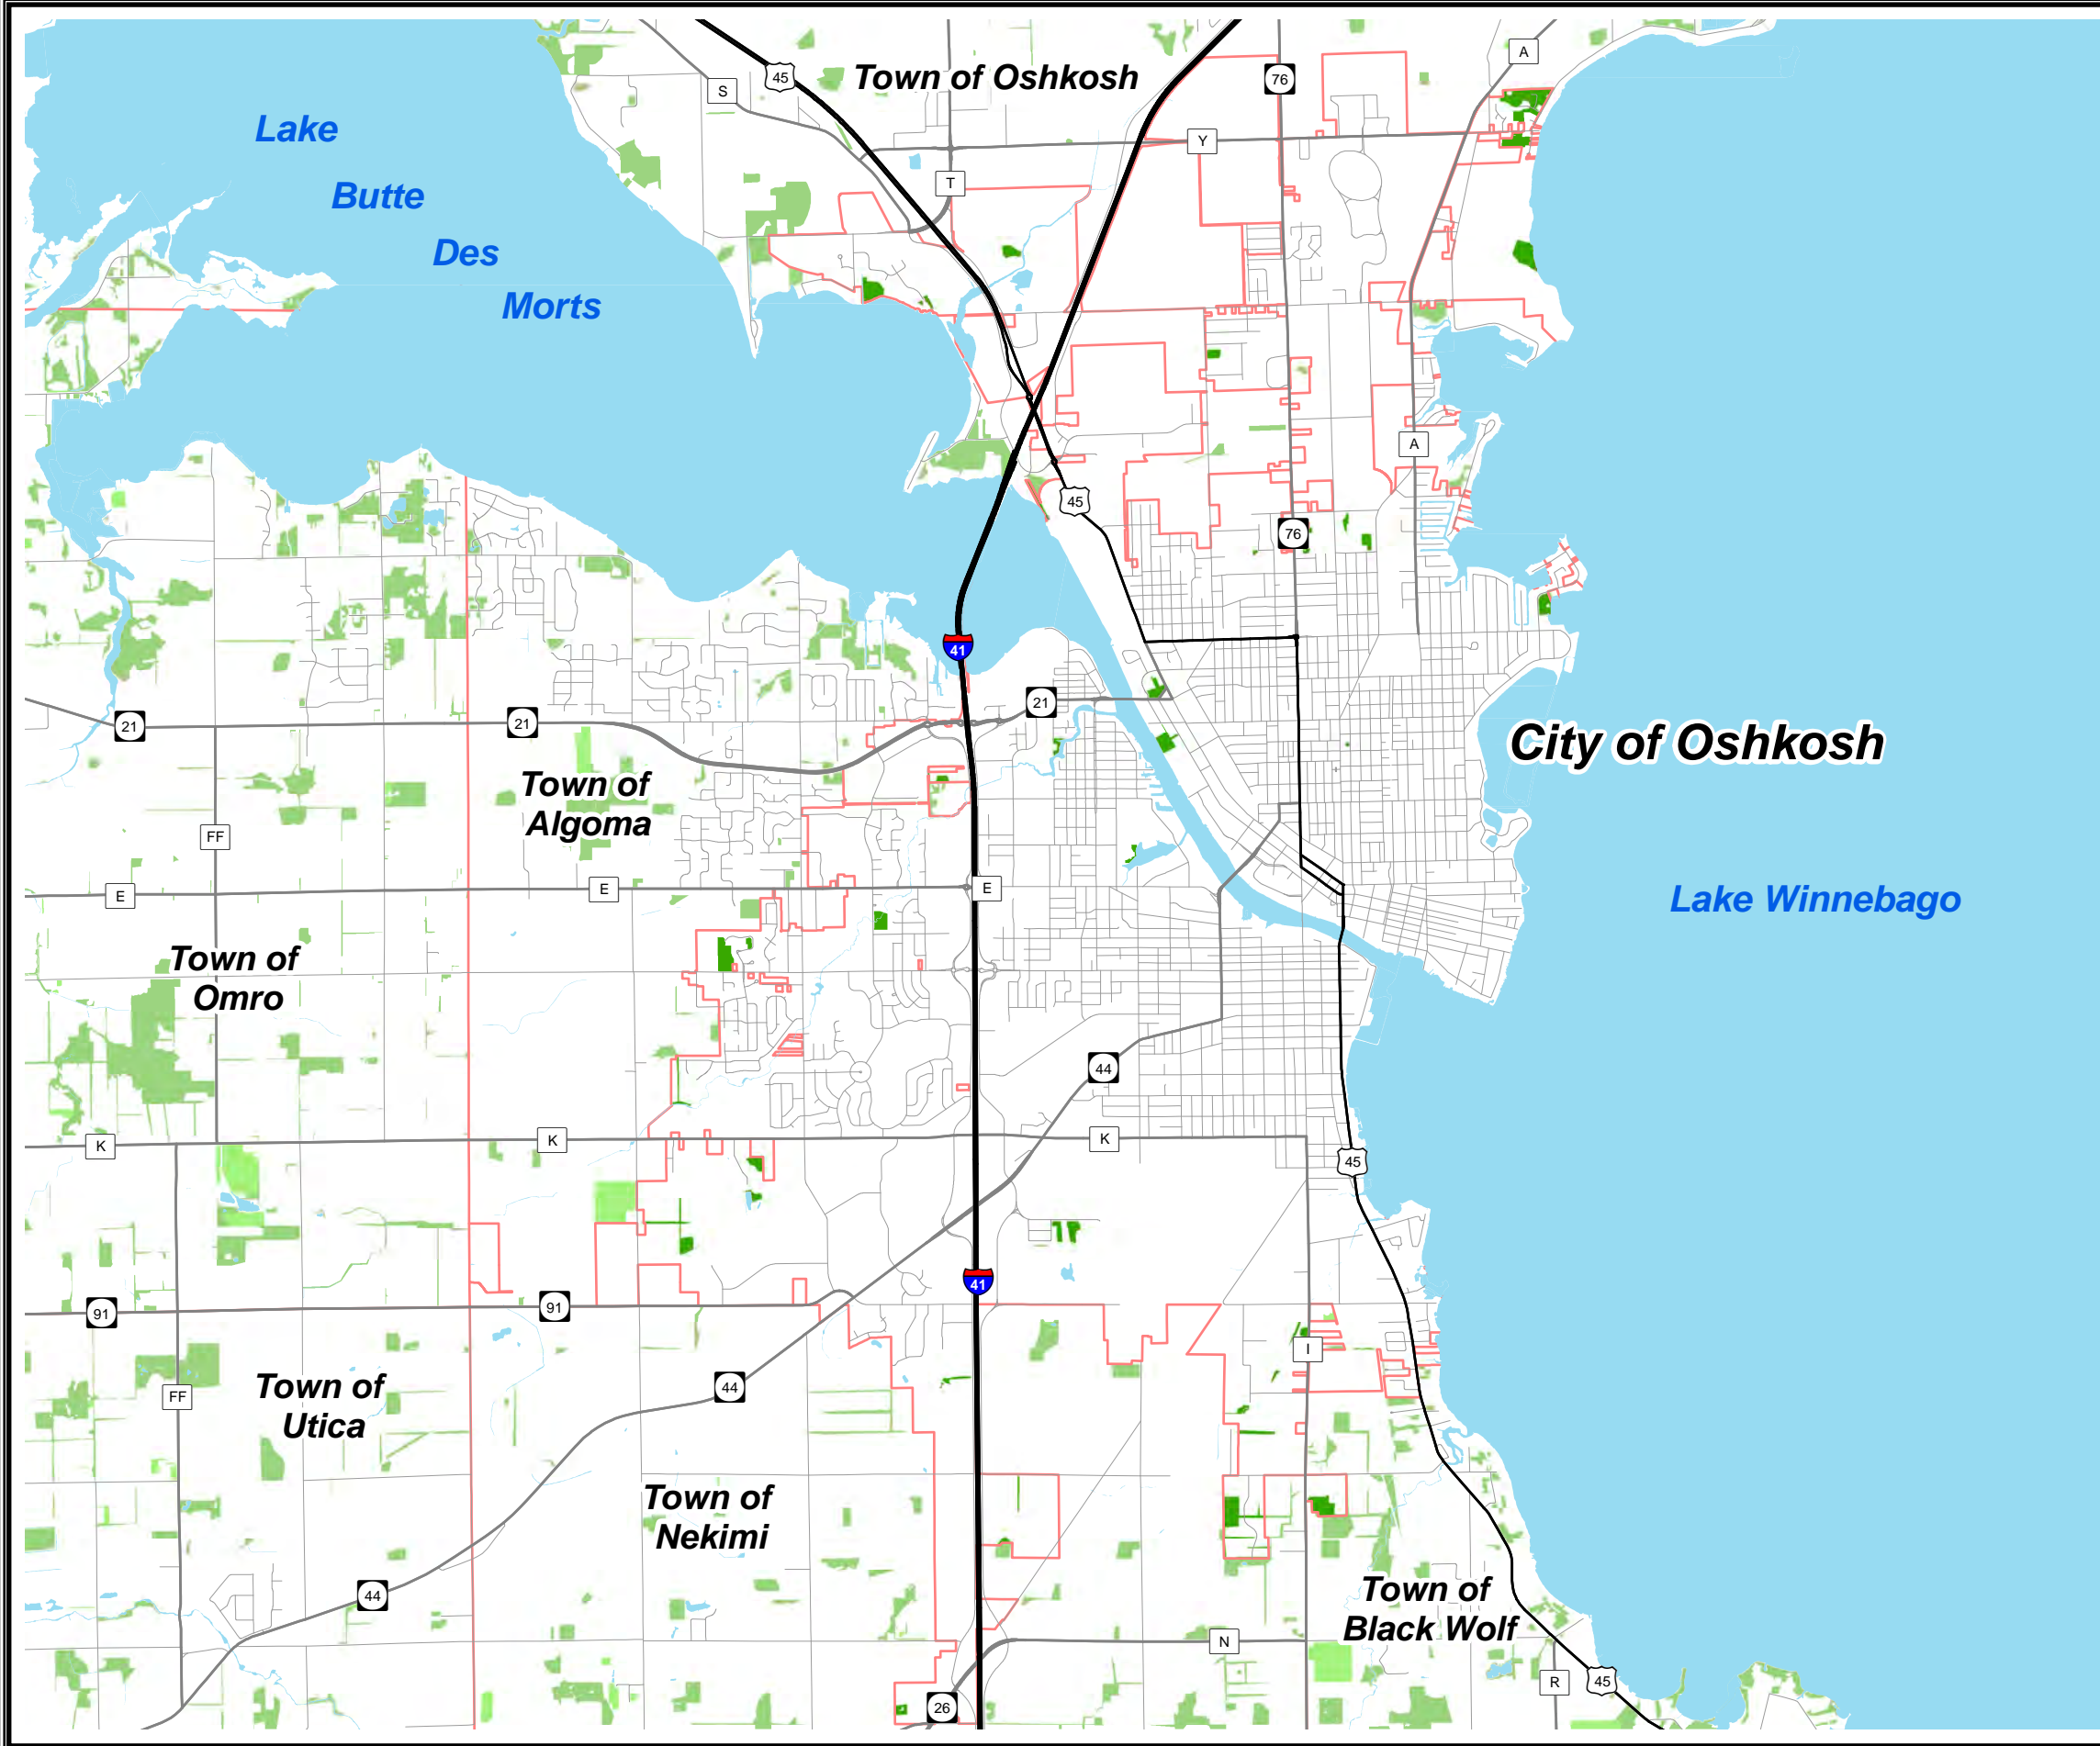 A
Town of Oshkosh
45
76
S
Lake
Y
T
Butte
Des
Morts
A
45
76
41
21
21
21
City of Oshkosh
Town of
Algoma
FF
E
E
E
Lake Winnebago
Town of
Omro
44
K
K
K
45
41
91
91
I
44
FF
Town of
Utica
Town of
Nekimi
44
Town of
Black Wolf
N
R
45
26